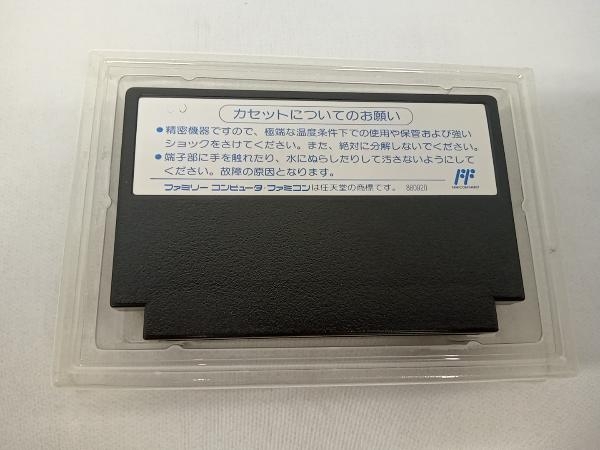 カセットについてのお願い
●精密機器ですので、極端な温度条件下での使用や保管および強い
ショックをさけてください。また、絶対に分解しないでください。
●端子部に手を触れたり、水にぬらしたりして汚さないようにして
ください。故障の原因となります。
ファミリー コンピュータ・ファミコンは任天堂の商標です。